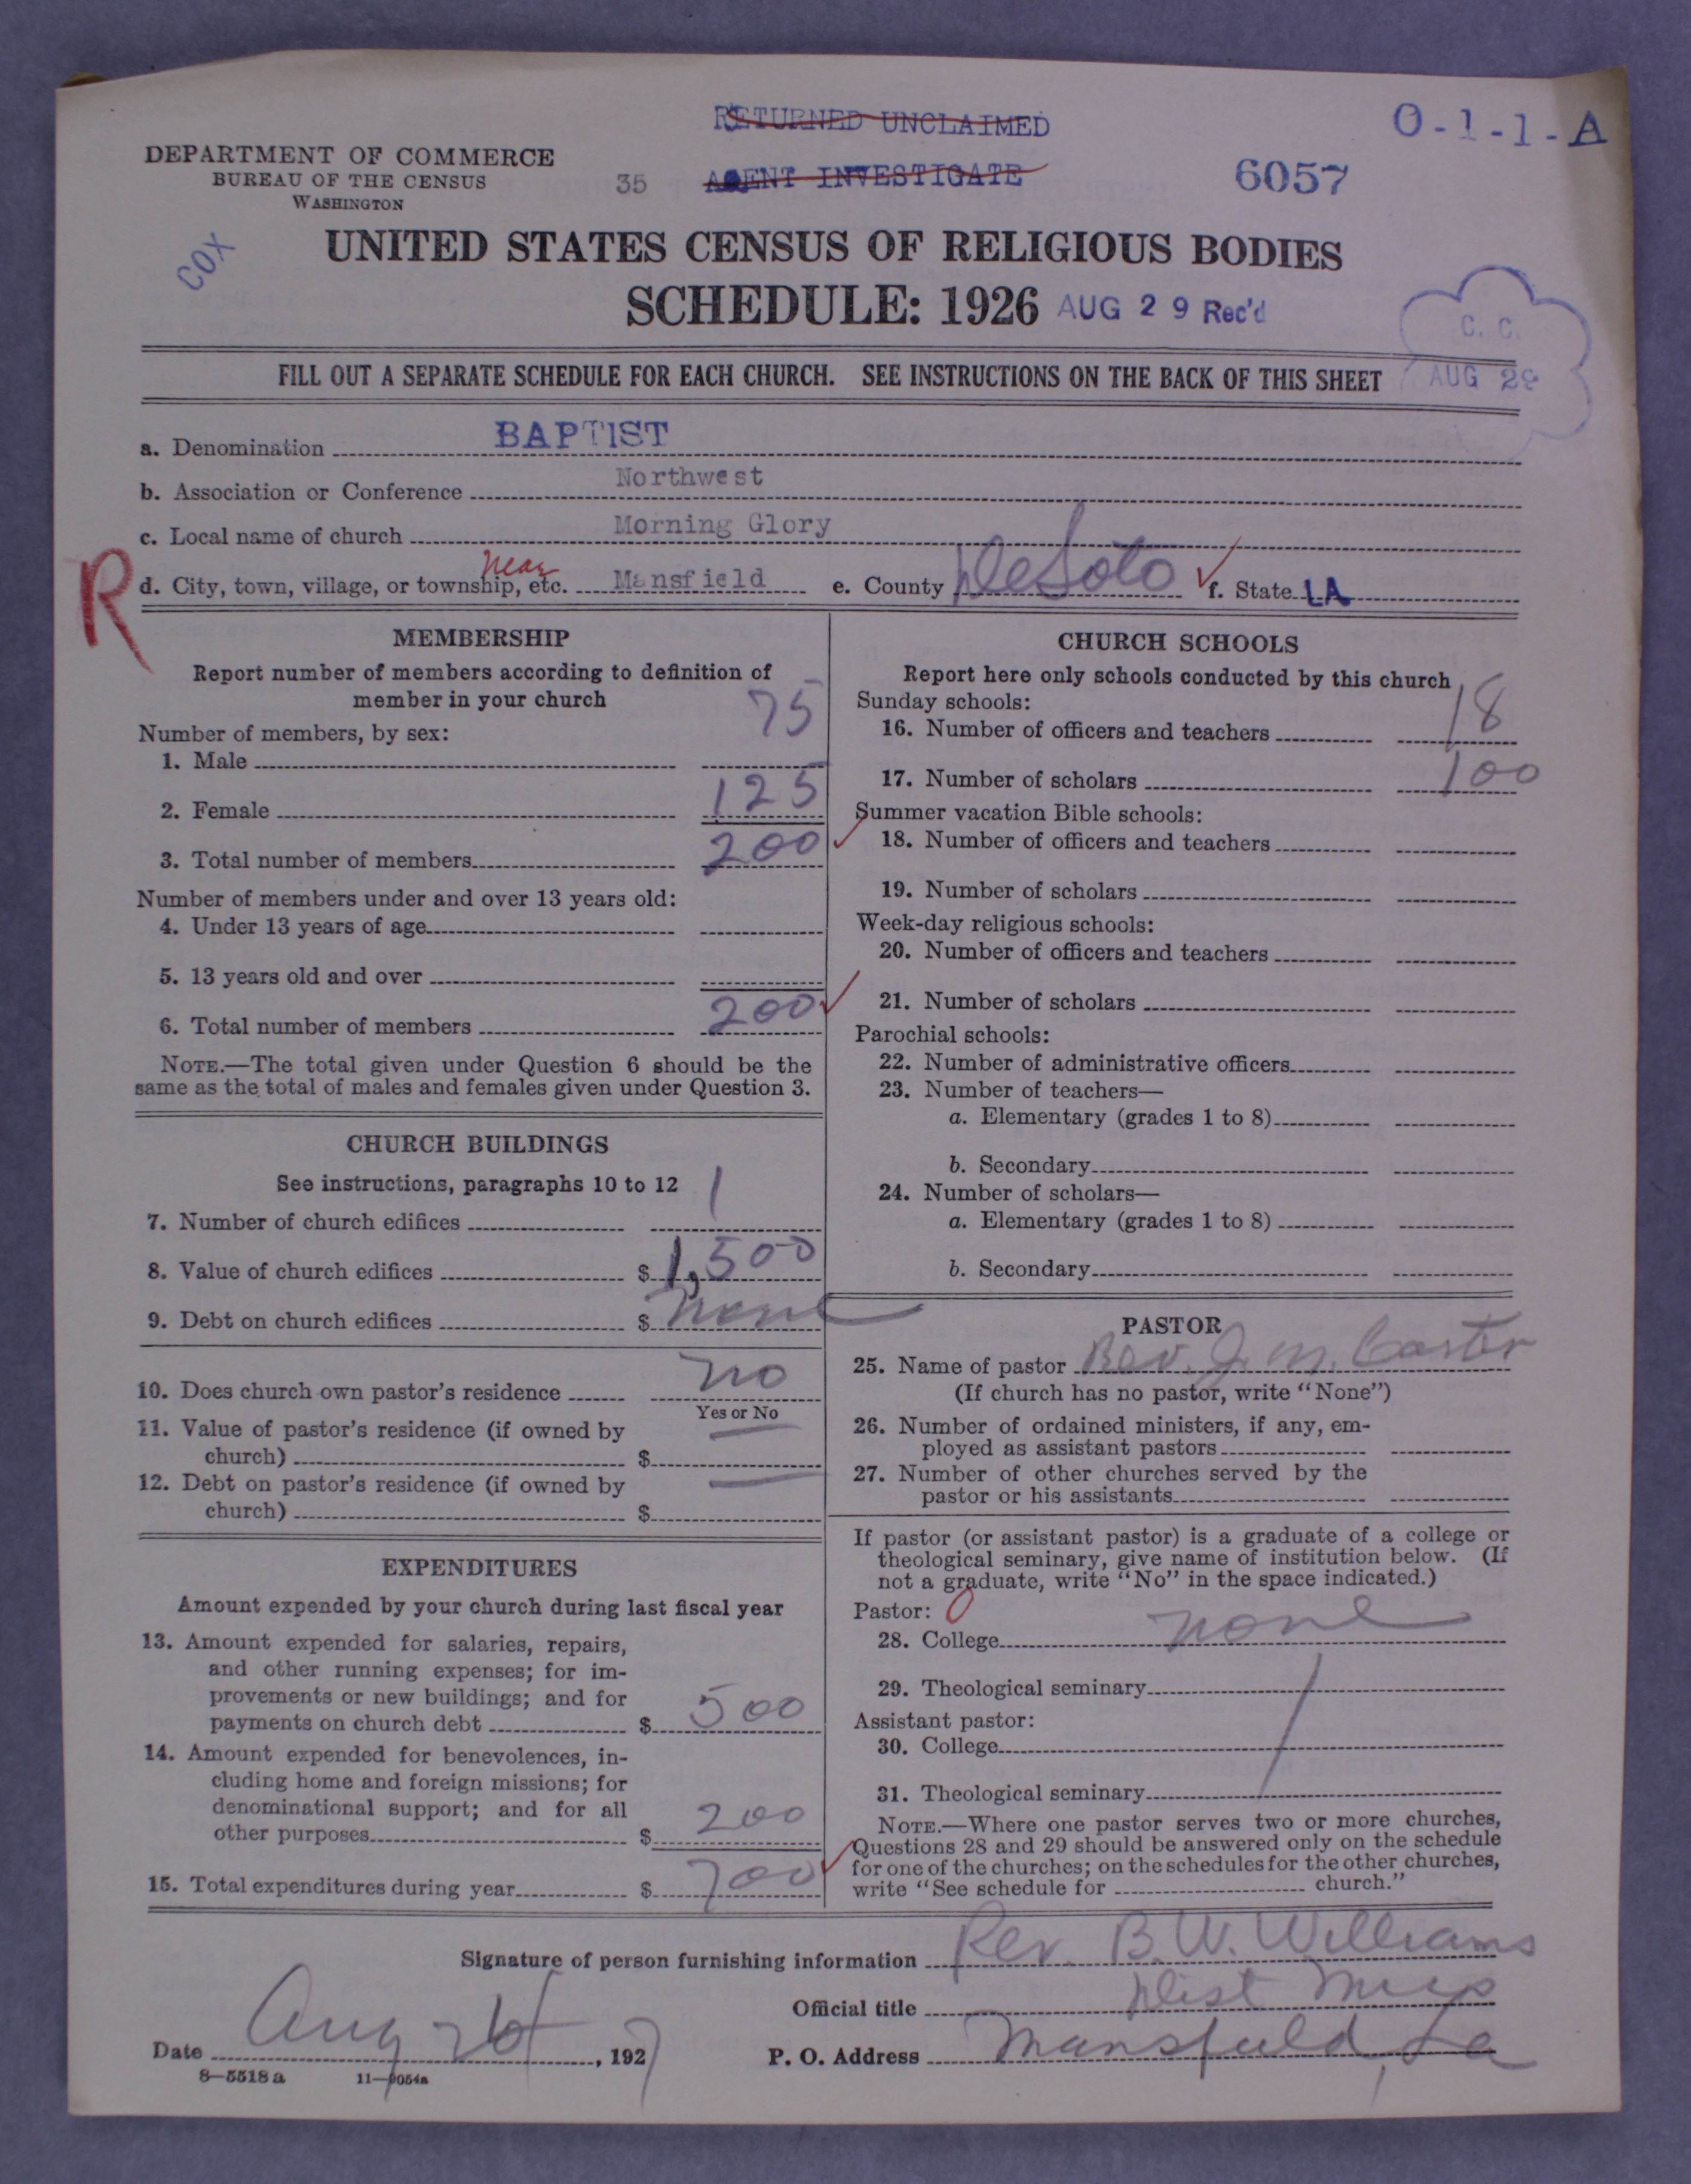 RETURNED UNCLAIMED
O-1-1-A
DEPARTMENT OF COMMERCE
BUREAU OF THE CENSUS
WASHINGTON
35 AGENT INVESTIGATE
6057
COX
UNITED STATES CENSUS OF RELIGIOUS BODIES
SCHEDULE: 1926 AUG 29 Rec'd
C. C.
AUG 29
FILL OUT A SEPARATE SCHEDULE FOR EACH CHURCH. SEE INSTRUCTIONS ON THE BACK OF THIS SHEET
a. Denomination BAPTIST
b. Association or Conference Northwest
c. Local name of church Morning Glory
R
near
d. City, town, village, or township, etc. Mansfield e. County DeSoto f. State LA
MEMBERSHIP
Report number of members according to definition of
member in your church
Number of members, by sex:
1. Male 75
2. Female 125
3. Total number of members 200
Number of members under and over 13 years old:
4. Under 13 years of age
5. 13 years old and over
6. Total number of members 200
NOTE.—The total given under Question 6 should be the
same as the total of males and females given under Question 3.
CHURCH BUILDINGS
See instructions, paragraphs 10 to 12
7. Number of church edifices 1
8. Value of church edifices $ 1,500
9. Debt on church edifices $ none
10. Does church own pastor's residence no
Yes or No
11. Value of pastor's residence (if owned by
church) $ —
12. Debt on pastor's residence (if owned by
church) $ —
EXPENDITURES
Amount expended by your church during last fiscal year
13. Amount expended for salaries, repairs,
and other running expenses; for im-
provements or new buildings; and for
payments on church debt $ 500
14. Amount expended for benevolences, in-
cluding home and foreign missions; for
denominational support; and for all
other purposes $ 200
15. Total expenditures during year $ 700
CHURCH SCHOOLS
Report here only schools conducted by this church
Sunday schools:
16. Number of officers and teachers 18
17. Number of scholars 100
Summer vacation Bible schools:
18. Number of officers and teachers
19. Number of scholars
Week-day religious schools:
20. Number of officers and teachers
21. Number of scholars
Parochial schools:
22. Number of administrative officers
23. Number of teachers—
a. Elementary (grades 1 to 8)
b. Secondary
24. Number of scholars—
a. Elementary (grades 1 to 8)
b. Secondary
PASTOR
25. Name of pastor Rev. J. M. Carter
(If church has no pastor, write "None")
26. Number of ordained ministers, if any, em-
ployed as assistant pastors
27. Number of other churches served by the
pastor or his assistants
If pastor (or assistant pastor) is a graduate of a college or
theological seminary, give name of institution below. (If
not a graduate, write "No" in the space indicated.)
Pastor: 0
28. College none
29. Theological seminary
Assistant pastor:
30. College
31. Theological seminary
NOTE.—Where one pastor serves two or more churches,
Questions 28 and 29 should be answered only on the schedule
for one of the churches; on the schedules for the other churches,
write "See schedule for church."
Signature of person furnishing information Rev. B. W. Williams
Official title Dist Miss
Date Aug 26, 1927 P. O. Address Mansfield, La
8—5518a 11—9054a